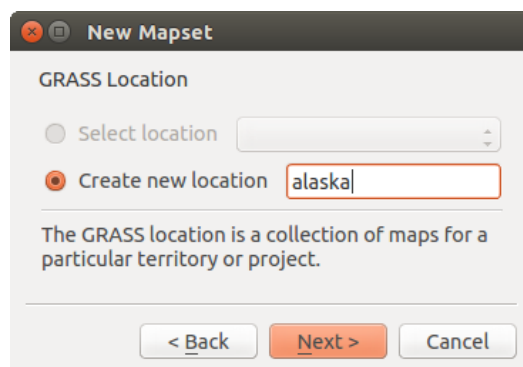 New Mapset
GRASS Location
Select location
Create new location alaska
The GRASS location is a collection of maps for a
particular territory or project.
< Back Next > Cancel